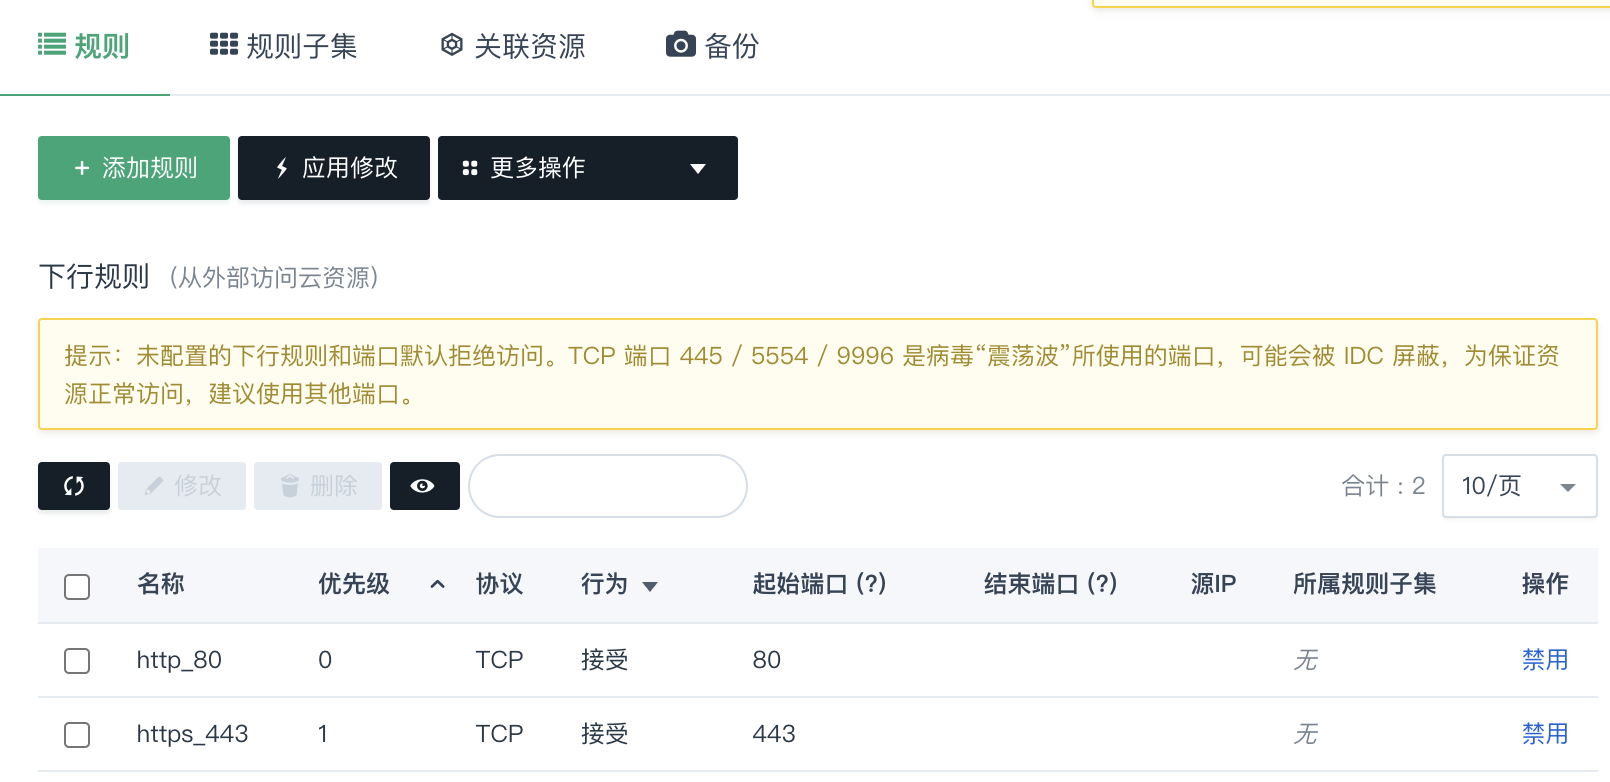 规则 规则子集 关联资源 备份
+ 添加规则 应用修改 更多操作
下行规则 (从外部访问云资源)
提示：未配置的下行规则和端口默认拒绝访问。TCP 端口 445 / 5554 / 9996 是病毒“震荡波”所使用的端口，可能会被 IDC 屏蔽，为保证资
源正常访问，建议使用其他端口。
修改 删除 合计 : 2 10/页
名称 优先级 协议 行为 起始端口 (?) 结束端口 (?) 源IP 所属规则子集 操作
http_80 0 TCP 接受 80 无 禁用
https_443 1 TCP 接受 443 无 禁用